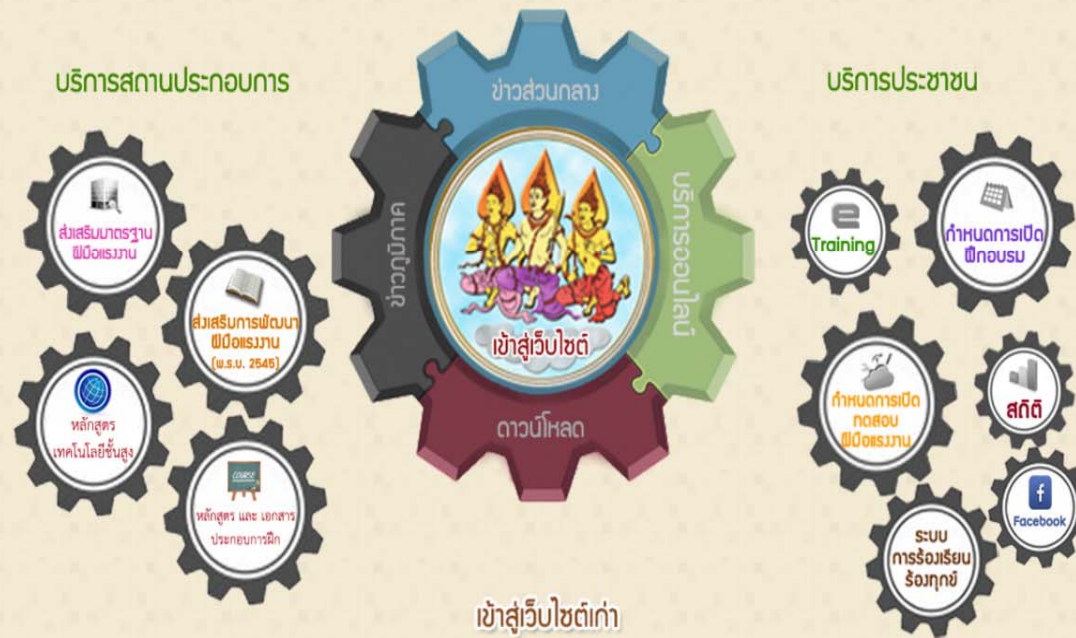 บริการสถานประกอบการ
ส่งเสริมมาตรฐาน
ฝีมือแรงงาน
ส่งเสริมการพัฒนา
ฝีมือแรงงาน
(พ.ร.บ. 2545)
หลักสูตร
เทคโนโลยีชั้นสูง
COURSE
หลักสูตร และ เอกสาร
ประกอบการฝึก
ข่าวส่วนกลาง
ข่าวภูมิภาค
บริการออนไลน์
เข้าสู่เว็บไซต์
ดาวน์โหลด
บริการประชาชน
e
Training
กำหนดการเปิด
ฝึกอบรม
กำหนดการเปิด
ทดสอบ
ฝีมือแรงงาน
สถิติ
f
Facebook
ระบบ
การร้องเรียน
ร้องทุกข์
เข้าสู่เว็บไซต์เก่า